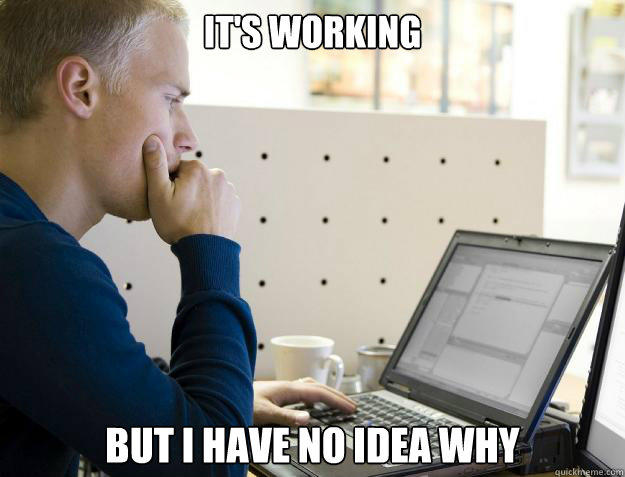 IT'S WORKING
BUT I HAVE NO IDEA WHY
quickmeme.com